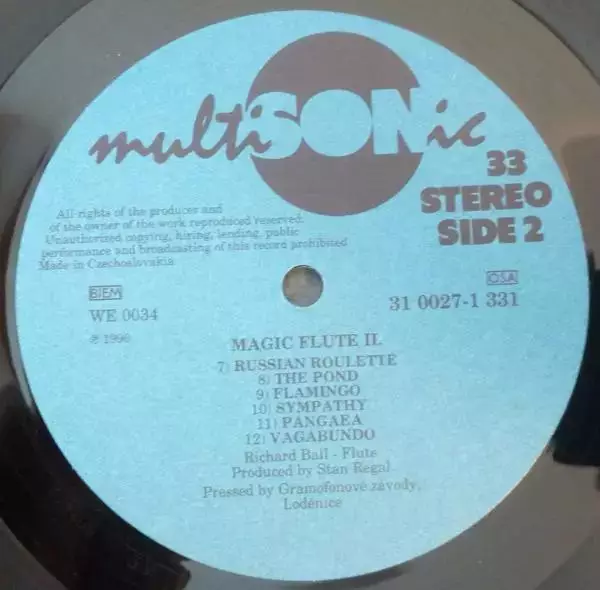 multiSONic
33
STEREO
SIDE 2
All rights of the producer and
of the owner of the work reproduced reserved.
Unauthorized copying, hiring, lending, public
performance and broadcasting of this record prohibited
Made in Czechoslovakia
BIEM
OSA
WE 0034
31 0027-1 331
℗ 1990
MAGIC FLUTE II.
7) RUSSIAN ROULETTE
8) THE POND
9) FLAMINGO
10) SYMPATHY
11) PANGAEA
12) VAGABUNDO
Richard Ball - Flute
Produced by Stan Regal
Pressed by Gramofonové závody,
Loděnice